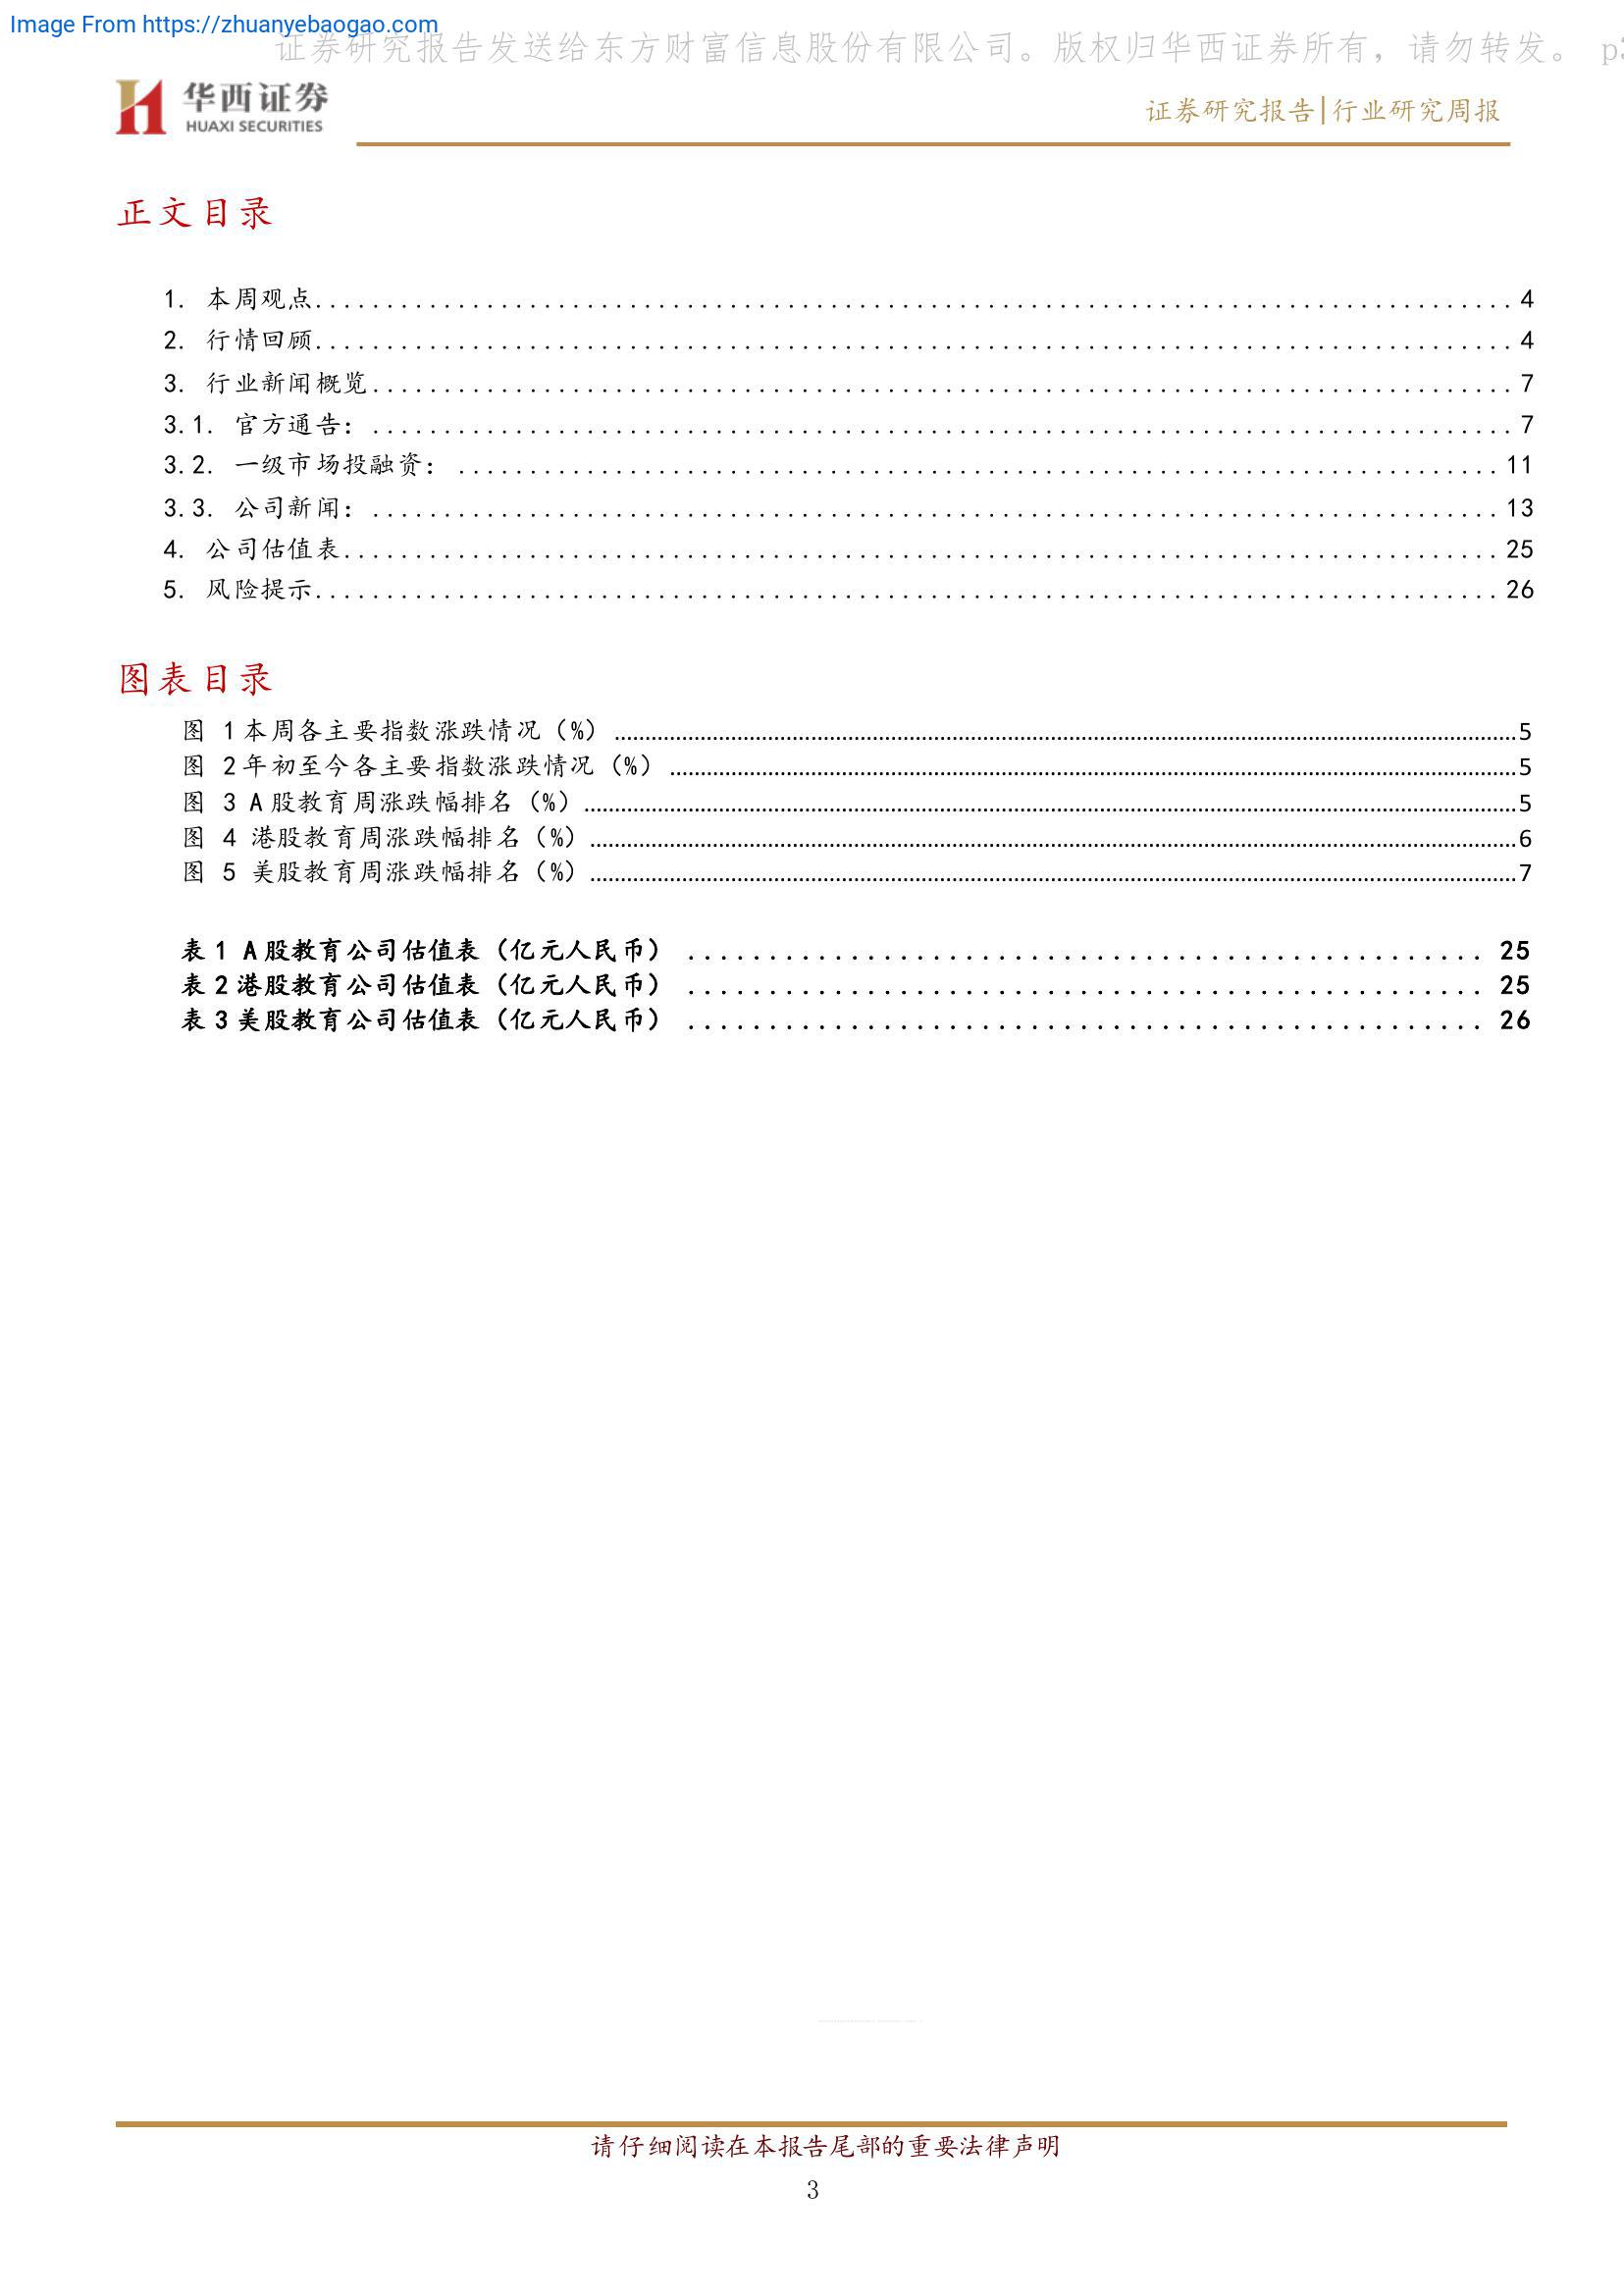 Image From https://zhuanyebaogao.com
证券研究报告发送给东方财富信息股份有限公司。版权归华西证券所有，请勿转发。 p3
华西证券
HUAXI SECURITIES
证券研究报告|行业研究周报
正文目录
1. 本周观点........................................................................ 4
2. 行情回顾........................................................................ 4
3. 行业新闻概览........................................................................ 7
3.1. 官方通告：........................................................................ 7
3.2. 一级市场投融资：........................................................................ 11
3.3. 公司新闻：........................................................................ 13
4. 公司估值表........................................................................ 25
5. 风险提示........................................................................ 26
图表目录
图 1本周各主要指数涨跌情况（%）........................................................................5
图 2年初至今各主要指数涨跌情况（%）........................................................................5
图 3 A股教育周涨跌幅排名（%）........................................................................5
图 4 港股教育周涨跌幅排名（%）........................................................................6
图 5 美股教育周涨跌幅排名（%）........................................................................7
表 1 A股教育公司估值表（亿元人民币）.................................................. 25
表 2港股教育公司估值表（亿元人民币）.................................................. 25
表 3美股教育公司估值表（亿元人民币）.................................................. 26
请仔细阅读在本报告尾部的重要法律声明
3